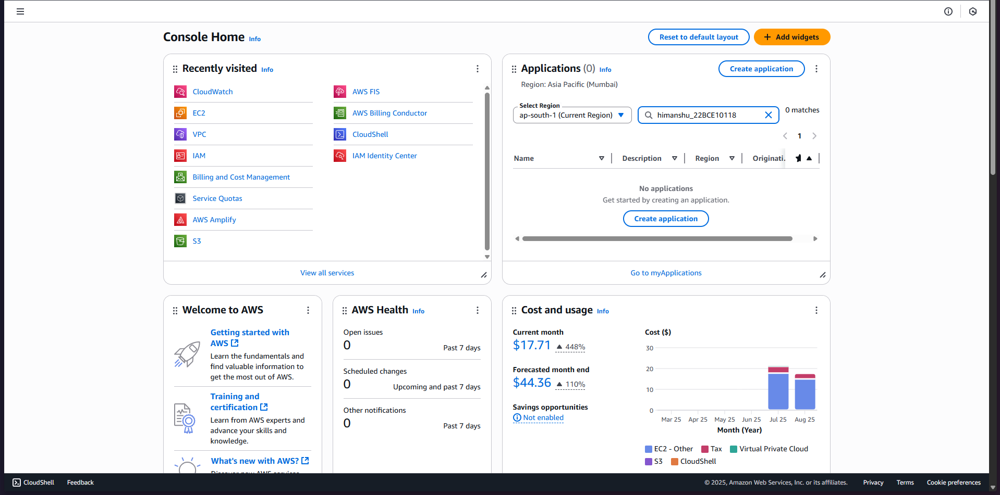 Console Home Info
Reset to default layout
Add widgets
Recently visited Info
CloudWatch
EC2
VPC
IAM
Billing and Cost Management
Service Quotas
AWS Amplify
S3
AWS FIS
AWS Billing Conductor
CloudShell
IAM Identity Center
View all services
Applications (0) Info
Create application
Region: Asia Pacific (Mumbai)
Select Region
ap-south-1 (Current Region)
himanshu_22BCE10118
0 matches
1
Name Description Region Originati.
No applications
Get started by creating an application.
Create application
Go to myApplications
Welcome to AWS
Getting started with
AWS
Learn the fundamentals and
find valuable information to
get the most out of AWS.
Training and
certification
Learn from AWS experts and
advance your skills and
knowledge.
What's new with AWS?
Discover new AWS services
AWS Health Info
Open issues
0
Past 7 days
Scheduled changes
0
Upcoming and past 7 days
Other notifications
0
Past 7 days
Cost and usage Info
Current month
$17.71 448%
Forecasted month end
$44.36 110%
Savings opportunities
Not enabled
Cost ($)
30
20
10
0
Mar 25 Apr 25 May 25 Jun 25 Jul 25 Aug 25
Month (Year)
EC2 - Other Tax Virtual Private Cloud
S3 CloudShell
CloudShell Feedback
© 2025, Amazon Web Services, Inc. or its affiliates. Privacy Terms Cookie preferences